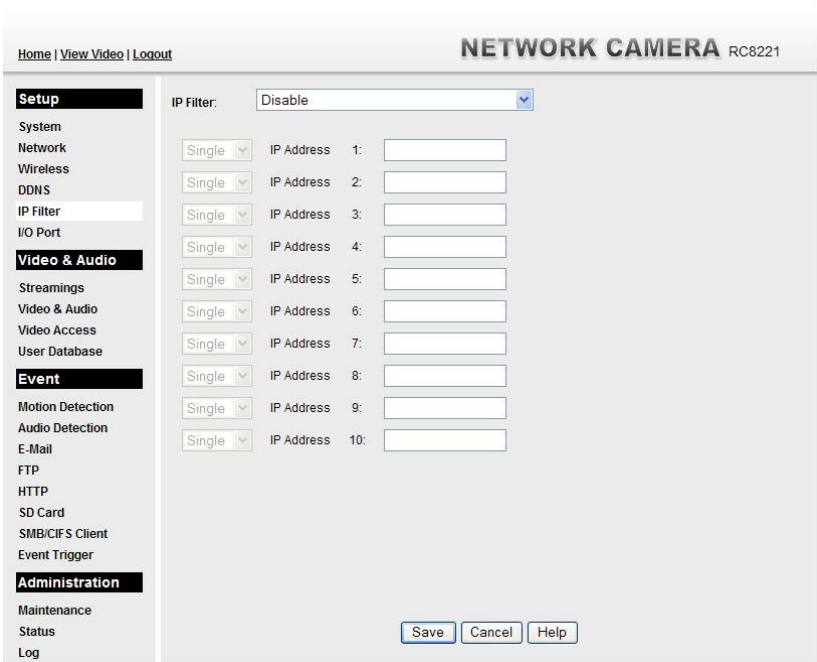 Home | View Video | Logout
NETWORK CAMERA RC8221
Setup
System
Network
Wireless
DDNS
IP Filter
I/O Port
Video & Audio
Streamings
Video & Audio
Video Access
User Database
Event
Motion Detection
Audio Detection
E-Mail
FTP
HTTP
SD Card
SMB/CIFS Client
Event Trigger
Administration
Maintenance
Status
Log
IP Filter: Disable
Single IP Address 1:
Single IP Address 2:
Single IP Address 3:
Single IP Address 4:
Single IP Address 5:
Single IP Address 6:
Single IP Address 7:
Single IP Address 8:
Single IP Address 9:
Single IP Address 10:
Save Cancel Help